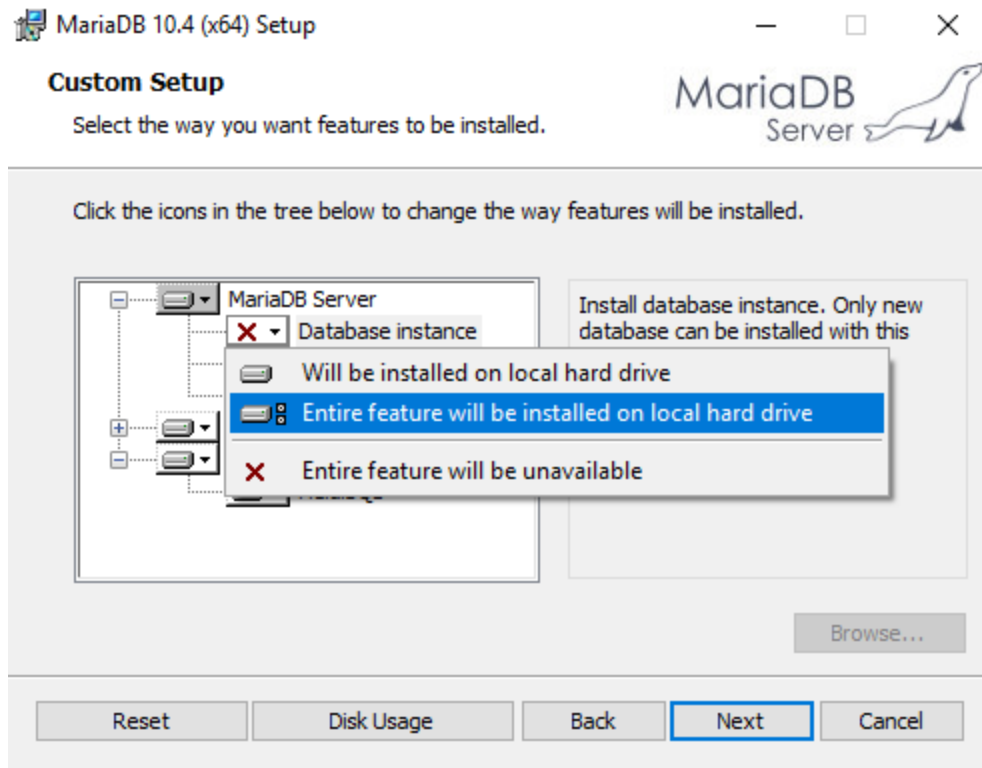 MariaDB 10.4 (x64) Setup
Custom Setup
Select the way you want features to be installed.
MariaDB
Server
Click the icons in the tree below to change the way features will be installed.
MariaDB Server
Database instance
Will be installed on local hard drive
Entire feature will be installed on local hard drive
Entire feature will be unavailable
Install database instance. Only new
database can be installed with this
Browse...
Reset
Disk Usage
Back
Next
Cancel